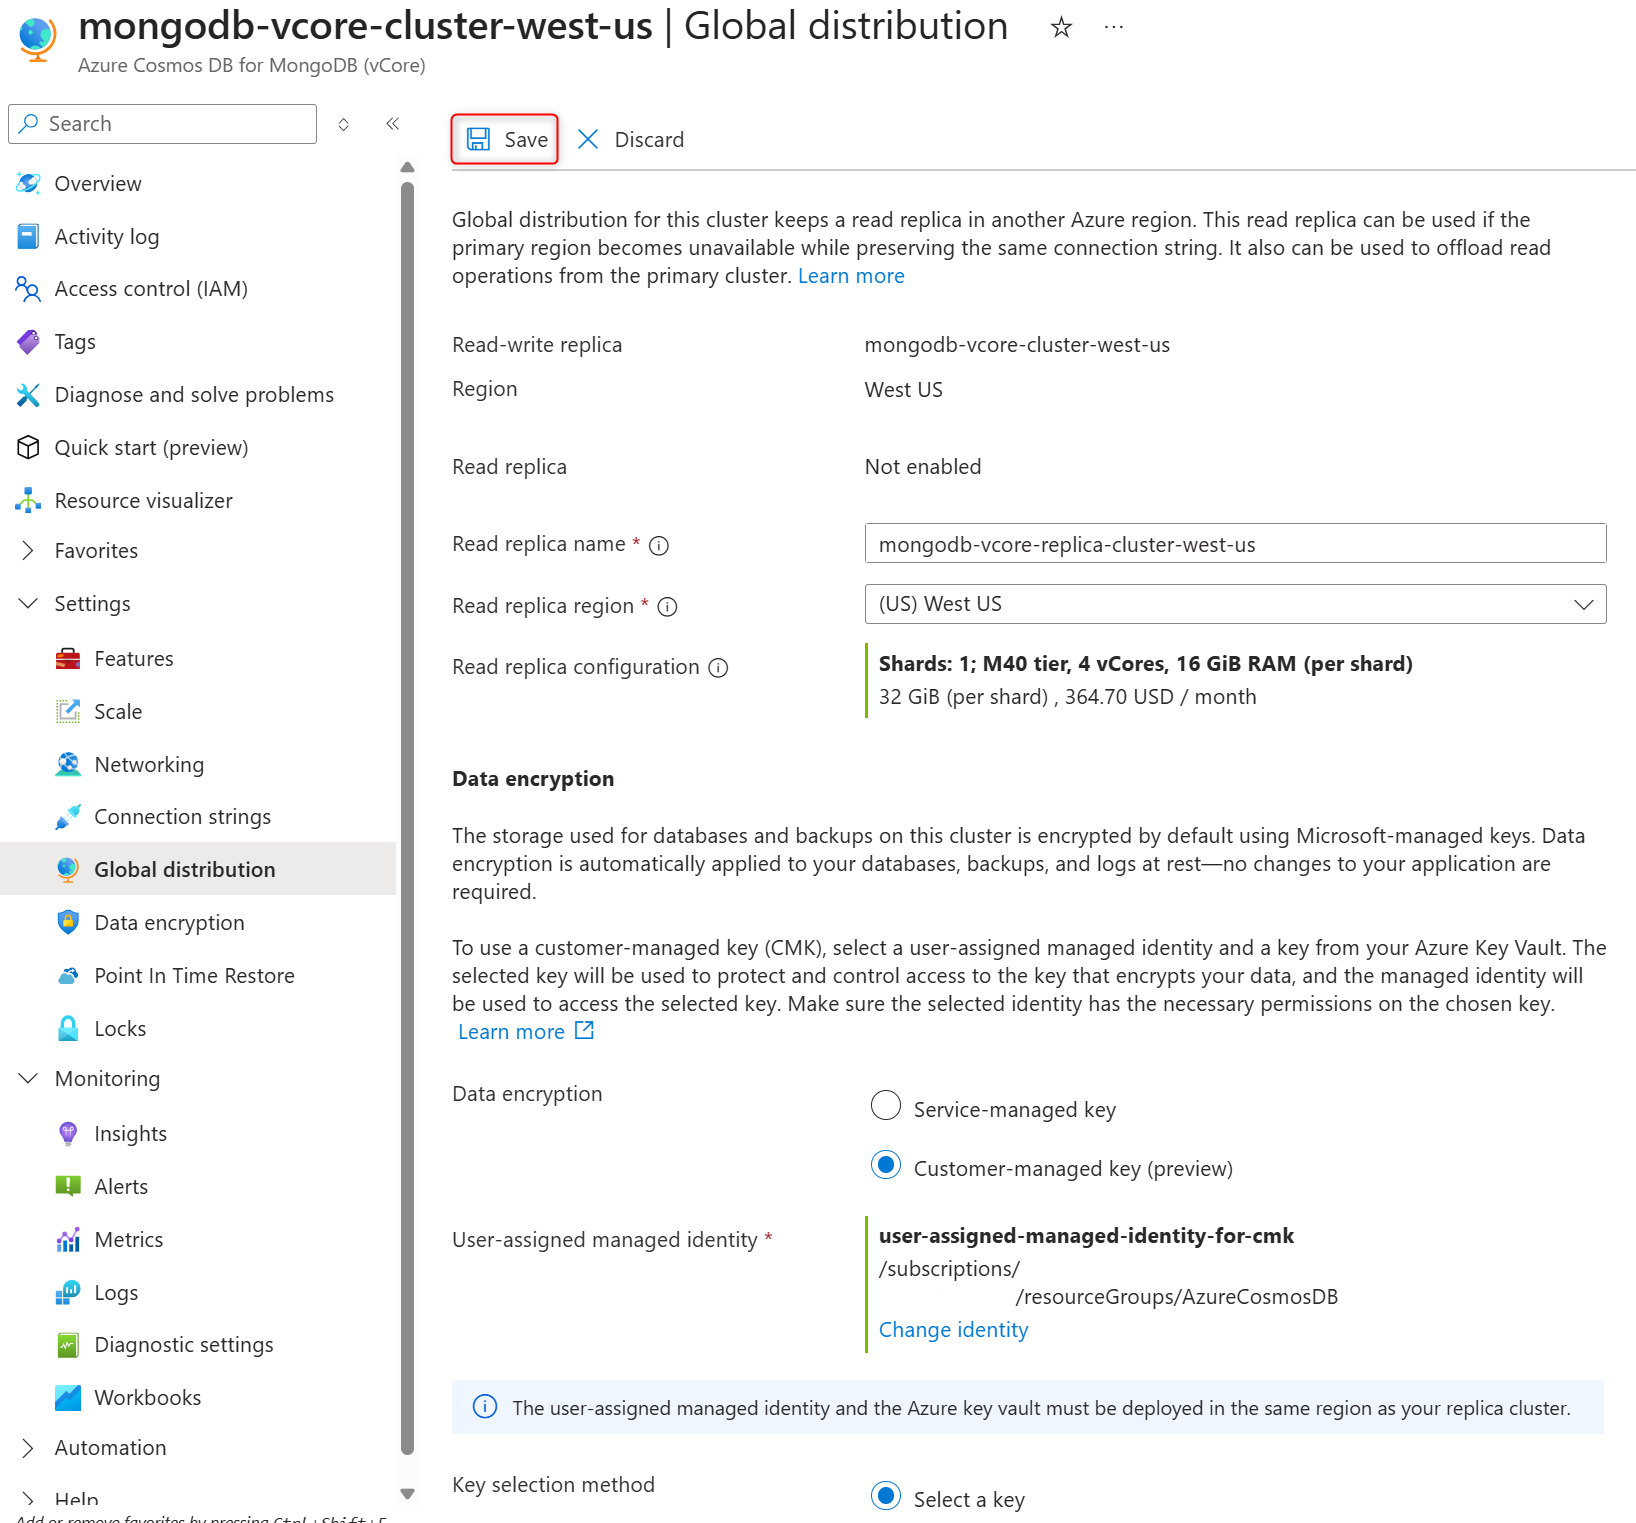 mongodb-vcore-cluster-west-us | Global distribution
Azure Cosmos DB for MongoDB (vCore)
Search
Overview
Activity log
Access control (IAM)
Tags
Diagnose and solve problems
Quick start (preview)
Resource visualizer
Favorites
Settings
Features
Scale
Networking
Connection strings
Global distribution
Data encryption
Point In Time Restore
Locks
Monitoring
Insights
Alerts
Metrics
Logs
Diagnostic settings
Workbooks
Automation
Help
Add or remove favorites by pressing Ctrl+Shift+F
Save
Discard
Global distribution for this cluster keeps a read replica in another Azure region. This read replica can be used if the
primary region becomes unavailable while preserving the same connection string. It also can be used to offload read
operations from the primary cluster. Learn more
Read-write replica
mongodb-vcore-cluster-west-us
Region
West US
Read replica
Not enabled
Read replica name *
mongodb-vcore-replica-cluster-west-us
Read replica region *
(US) West US
Read replica configuration
Shards: 1; M40 tier, 4 vCores, 16 GiB RAM (per shard)
32 GiB (per shard) , 364.70 USD / month
Data encryption
The storage used for databases and backups on this cluster is encrypted by default using Microsoft-managed keys. Data
encryption is automatically applied to your databases, backups, and logs at rest—no changes to your application are
required.
To use a customer-managed key (CMK), select a user-assigned managed identity and a key from your Azure Key Vault. The
selected key will be used to protect and control access to the key that encrypts your data, and the managed identity will
be used to access the selected key. Make sure the selected identity has the necessary permissions on the chosen key.
Learn more
Data encryption
Service-managed key
Customer-managed key (preview)
User-assigned managed identity *
user-assigned-managed-identity-for-cmk
/subscriptions/
/resourceGroups/AzureCosmosDB
Change identity
The user-assigned managed identity and the Azure key vault must be deployed in the same region as your replica cluster.
Key selection method
Select a key